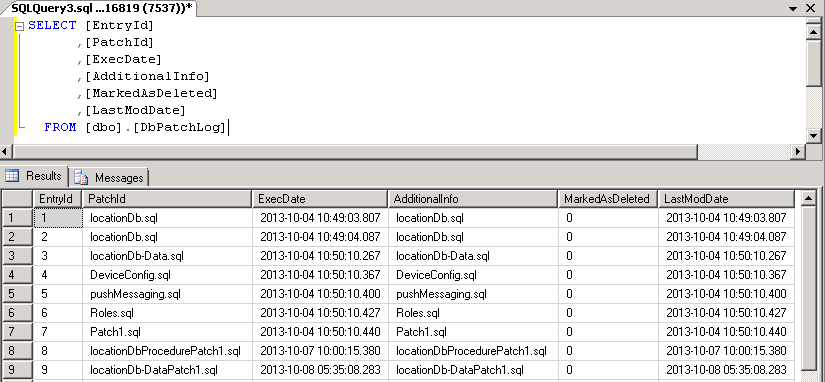 SQLQuery3.sql ...16819 (7537))*
SELECT [EntryId]
,[PatchId]
,[ExecDate]
,[AdditionalInfo]
,[MarkedAsDeleted]
,[LastModDate]
FROM [dbo].[DbPatchLog]
Results Messages
EntryId PatchId ExecDate AdditionalInfo MarkedAsDeleted LastModDate
1 1 locationDb.sql 2013-10-04 10:49:03.807 locationDb.sql 0 2013-10-04 10:49:03.807
2 2 locationDb.sql 2013-10-04 10:49:04.087 locationDb.sql 0 2013-10-04 10:49:04.087
3 3 locationDb-Data.sql 2013-10-04 10:50:10.267 locationDb-Data.sql 0 2013-10-04 10:50:10.267
4 4 DeviceConfig.sql 2013-10-04 10:50:10.367 DeviceConfig.sql 0 2013-10-04 10:50:10.367
5 5 pushMessaging.sql 2013-10-04 10:50:10.400 pushMessaging.sql 0 2013-10-04 10:50:10.400
6 6 Roles.sql 2013-10-04 10:50:10.427 Roles.sql 0 2013-10-04 10:50:10.427
7 7 Patch1.sql 2013-10-04 10:50:10.440 Patch1.sql 0 2013-10-04 10:50:10.440
8 8 locationDbProcedurePatch1.sql 2013-10-07 10:00:15.380 locationDbProcedurePatch1.sql 0 2013-10-07 10:00:15.380
9 9 locationDb-DataPatch1.sql 2013-10-08 05:35:08.283 locationDb-DataPatch1.sql 0 2013-10-08 05:35:08.283